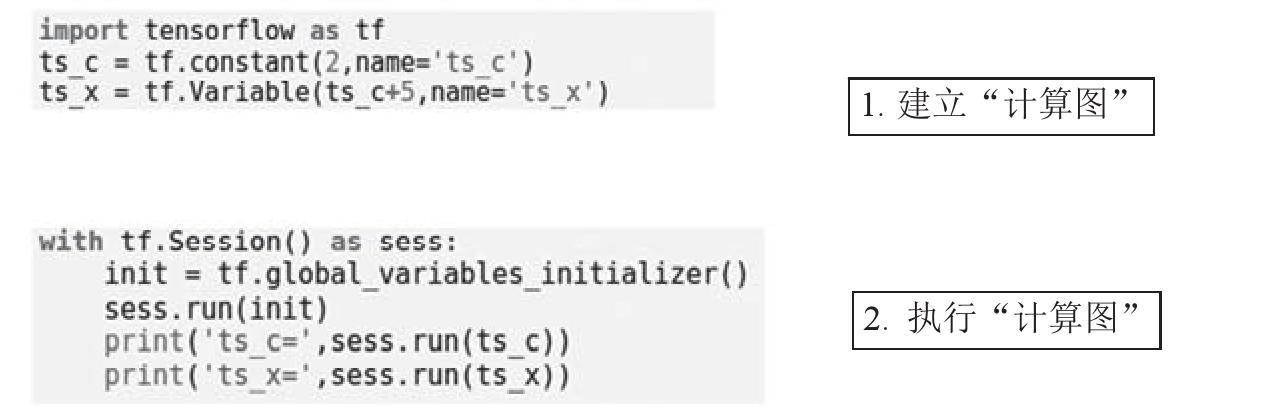 import tensorflow as tf
ts_c = tf.constant(2,name='ts_c')
ts_x = tf.Variable(ts_c+5,name='ts_x')
1. 建立“计算图”
with tf.Session() as sess:
    init = tf.global_variables_initializer()
    sess.run(init)
    print('ts_c=',sess.run(ts_c))
    print('ts_x=',sess.run(ts_x))
2. 执行“计算图”